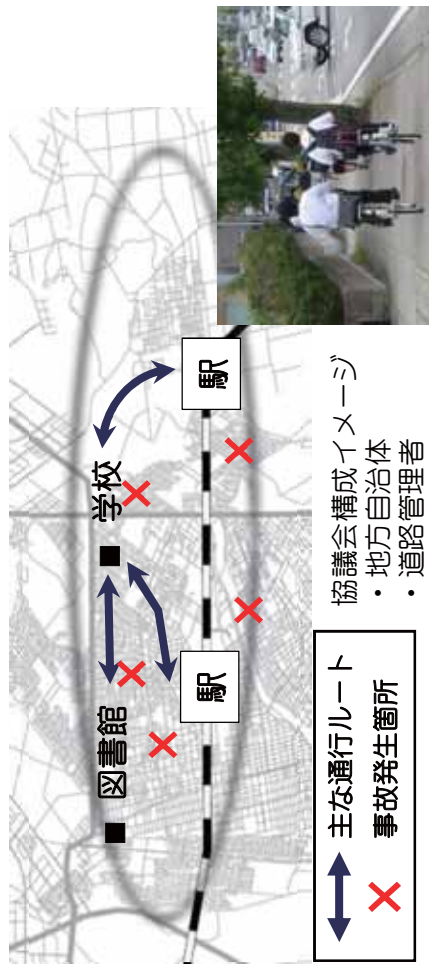 学校
図書館
駅
駅
主な通行ルート
事故発生箇所
協議会構成イメージ
・地方自治体
・道路管理者